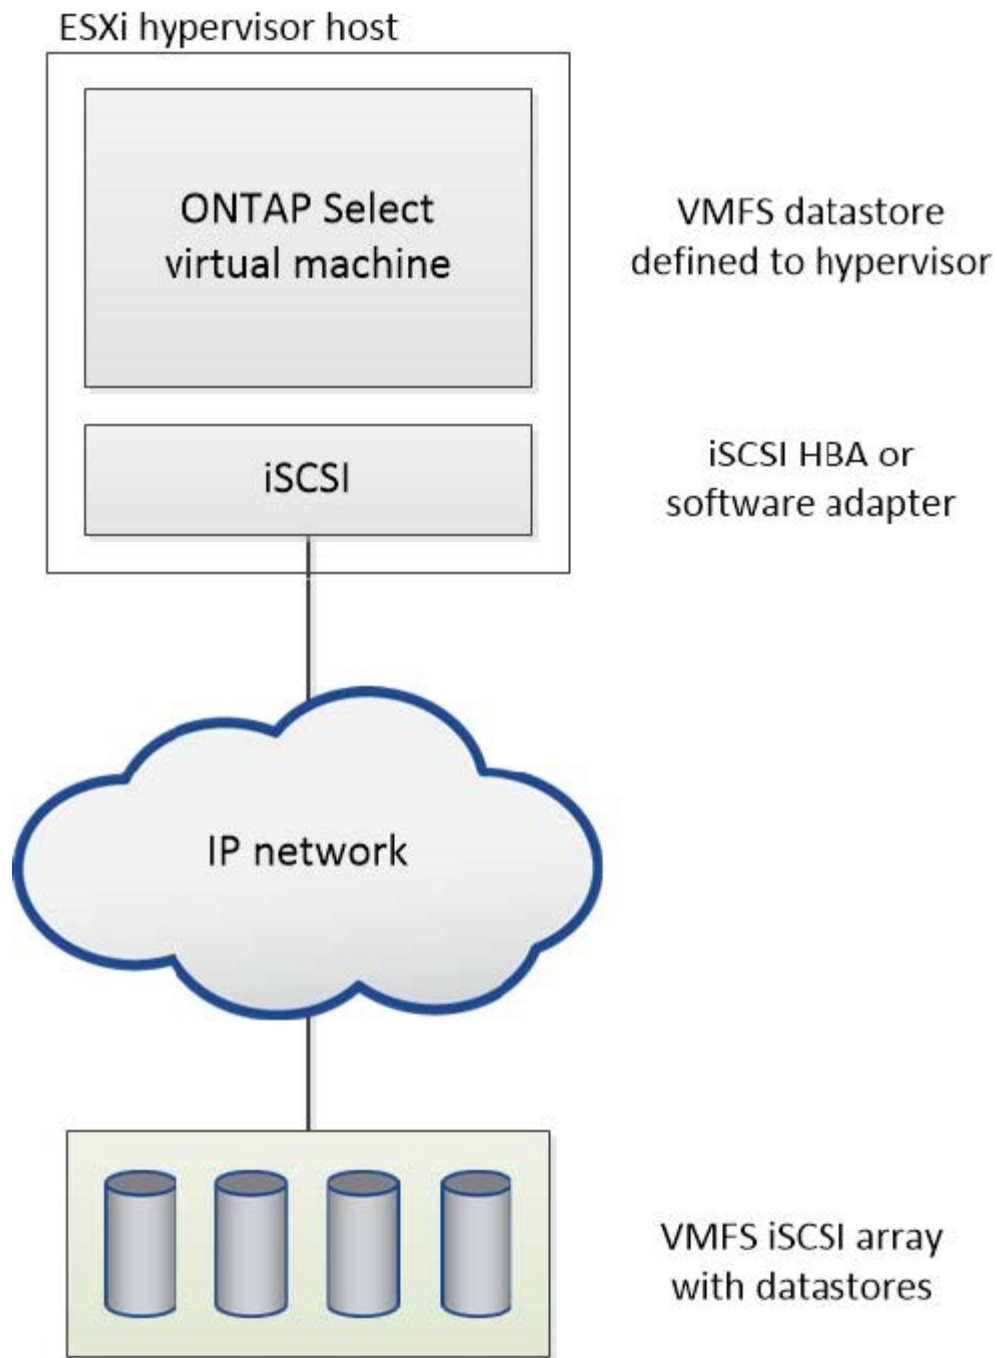 ESXi hypervisor host
ONTAP Select
virtual machine
VMFS datastore
defined to hypervisor
iSCSI
iSCSI HBA or
software adapter
IP network
VMFS iSCSI array
with datastores